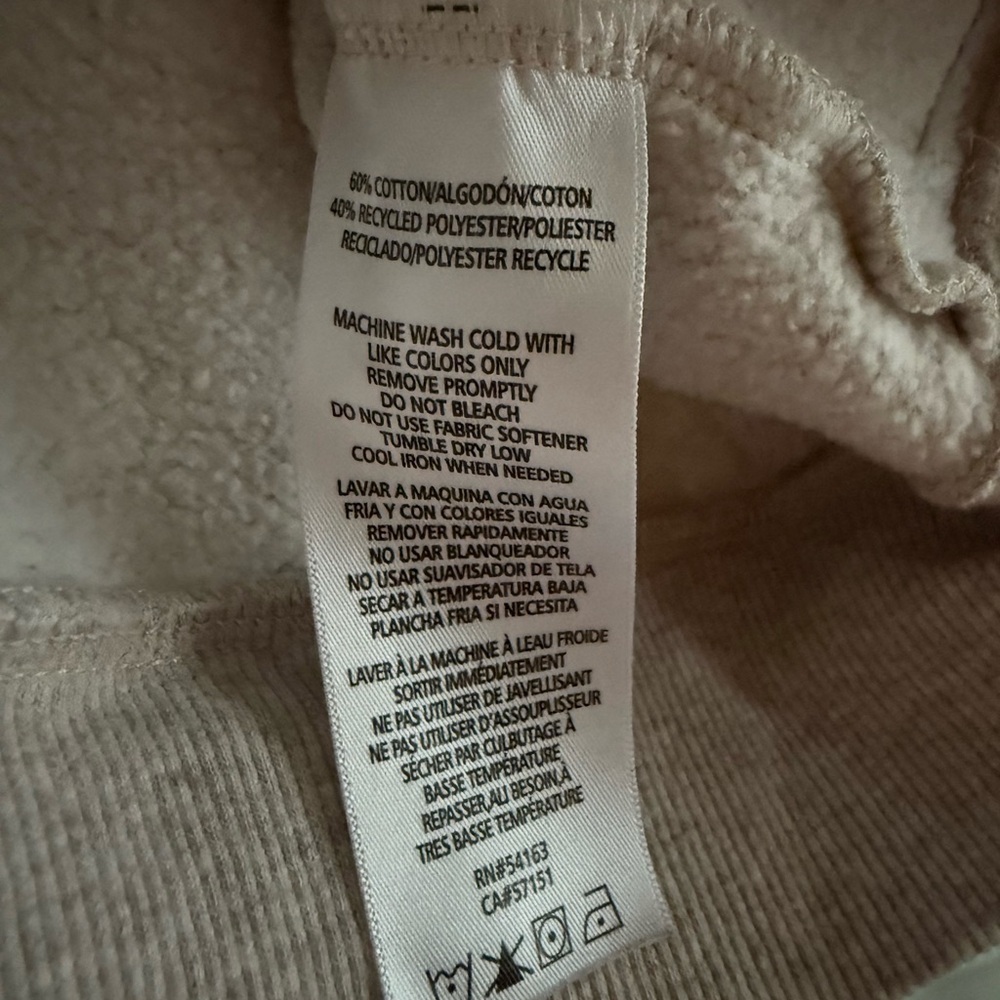 60% COTTON/ALGODÓN/COTON
40% RECYCLED POLYESTER/POLIESTER
RECICLADO/POLYESTER RECYCLE
MACHINE WASH COLD WITH
LIKE COLORS ONLY
REMOVE PROMPTLY
DO NOT BLEACH
DO NOT USE FABRIC SOFTENER
TUMBLE DRY LOW
COOL IRON WHEN NEEDED
LAVAR A MAQUINA CON AGUA
FRIA Y CON COLORES IGUALES
REMOVER RAPIDAMENTE
NO USAR BLANQUEADOR
NO USAR SUAVISADOR DE TELA
SECAR A TEMPERATURA BAJA
PLANCHA FRIA SI NECESITA
LAVER À LA MACHINE À LEAU FROIDE
SORTIR IMMÉDIATEMENT
NE PAS UTILISER DE JAVELLISANT
NE PAS UTILISER D'ASSOUPLISSEUR
SÉCHER PAR CULBUTAGE À
BASSE TEMPÉRATURE
REPASSER,AU BESOIN,À
TRES BASSE TEMPÉRATURE
RN#54163
CA#57151